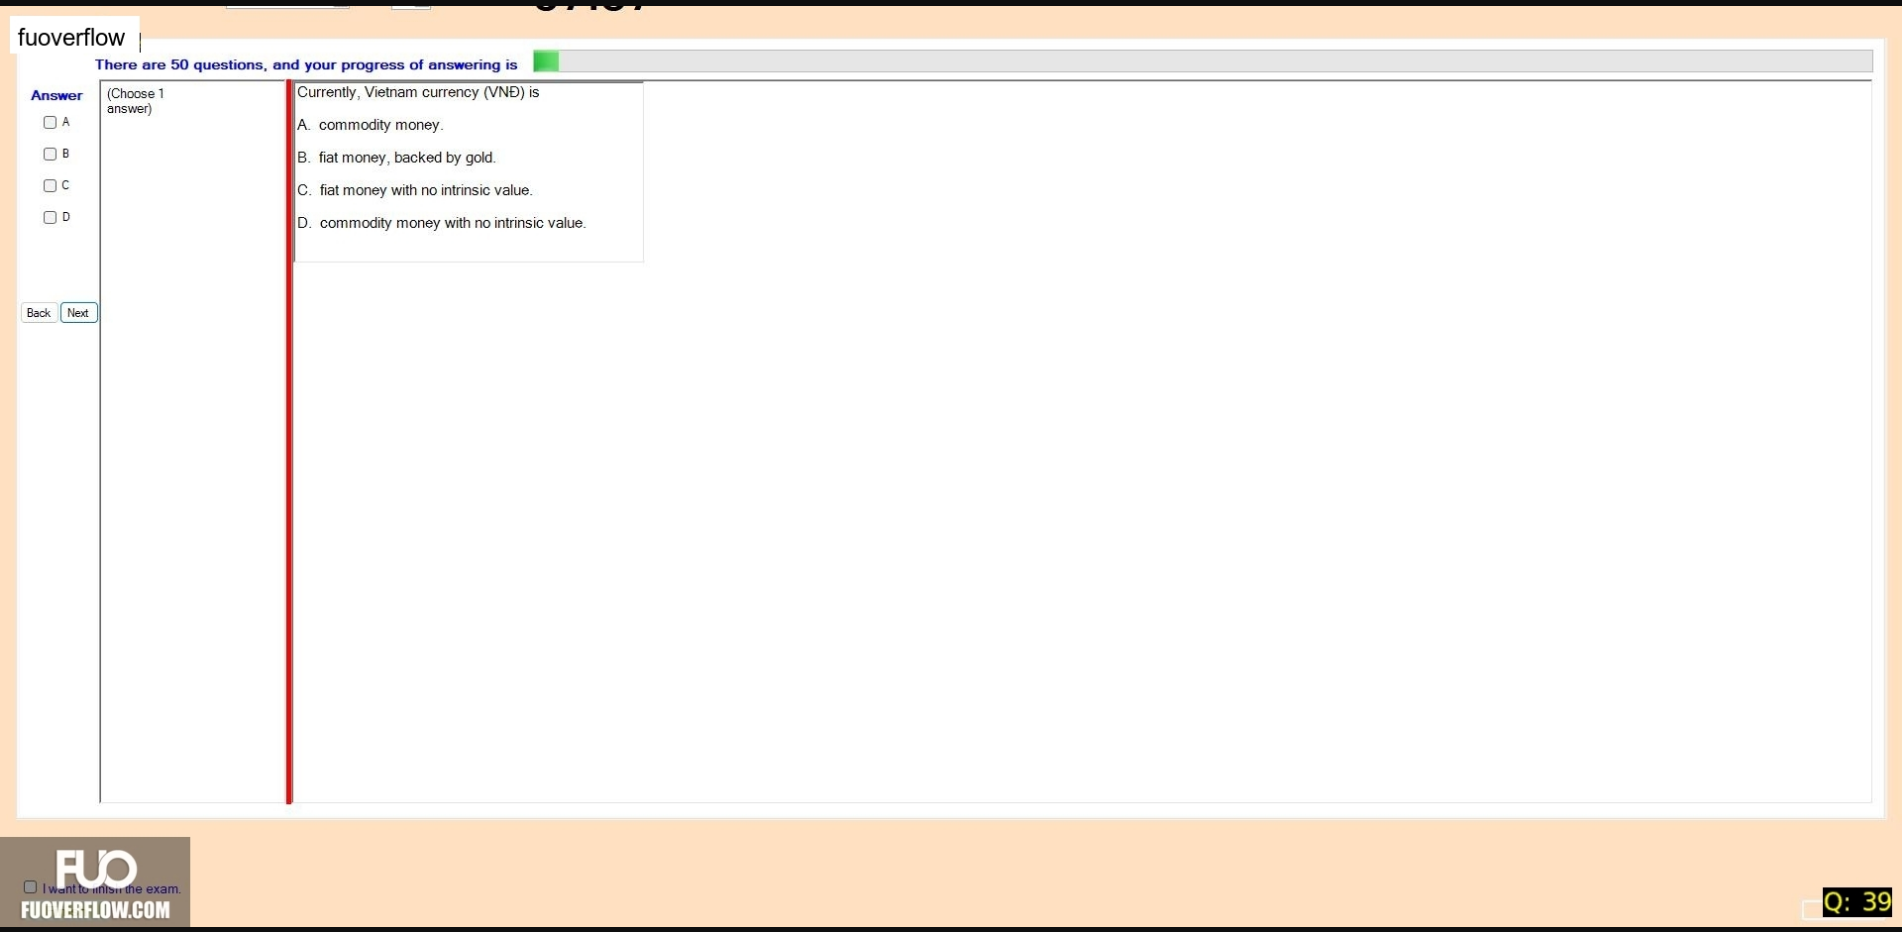 fuoverflow
There are 50 questions, and your progress of answering is
Answer
(Choose 1
answer)
A
B
C
D
Back Next
Currently, Vietnam currency (VNĐ) is
A. commodity money.
B. fiat money, backed by gold.
C. fiat money with no intrinsic value.
D. commodity money with no intrinsic value.
FUO
I want to finish the exam.
FUOVERFLOW.COM
Q: 39